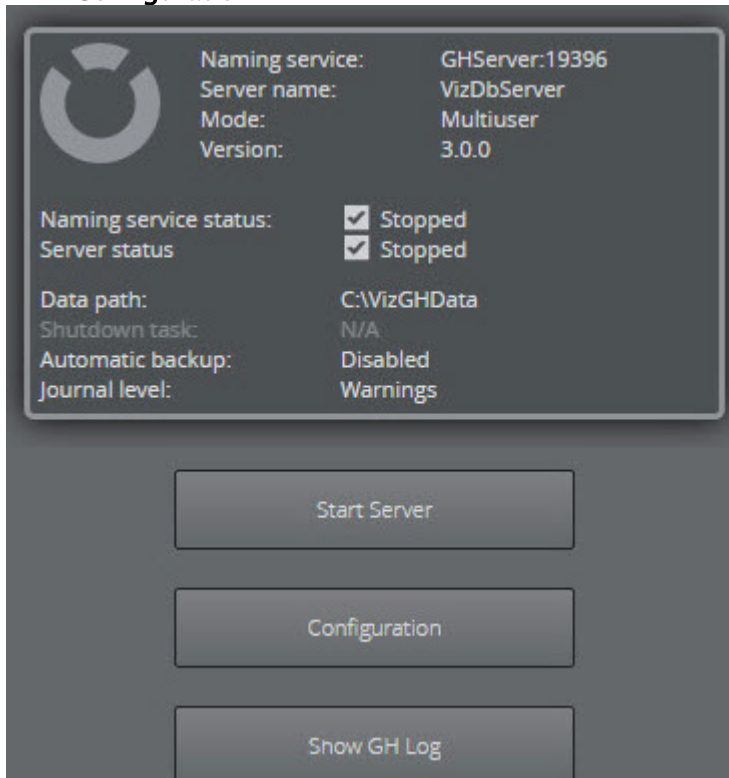 Naming service: GHServer:19396
Server name: VizDbServer
Mode: Multiuser
Version: 3.0.0
Naming service status: Stopped
Server status Stopped
Data path: C:\VizGHData
Shutdown task: N/A
Automatic backup: Disabled
Journal level: Warnings
Start Server
Configuration
Show GH Log